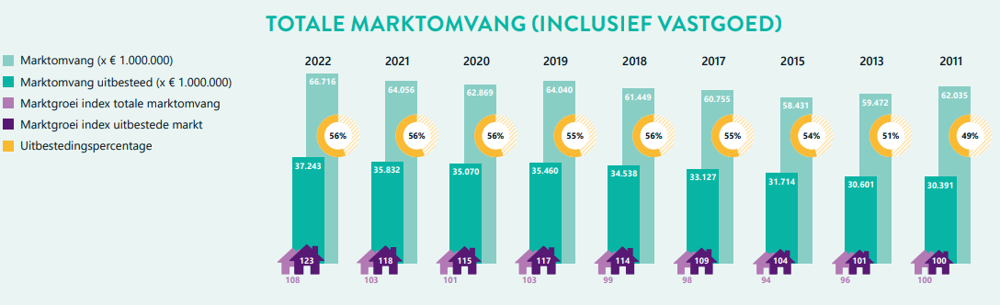 TOTALE MARKTOMVANG (INCLUSIEF VASTGOED)
Marktomvang (x € 1.000.000)
Marktomvang uitbesteed (x € 1.000.000)
Marktgroei index totale marktomvang
Marktgroei index uitbestede markt
Uitbestedingspercentage
2022 2021 2020 2019 2018 2017 2015 2013 2011
66.716 64.056 62.869 64.040 61.449 60.755 58.431 59.472 62.035
56% 56% 56% 55% 56% 55% 54% 51% 49%
37.243 35.832 35.070 35.460 34.538 33.127 31.714 30.601 30.391
123 118 115 117 114 109 104 101 100
108 103 101 100 99 98 94 96 100